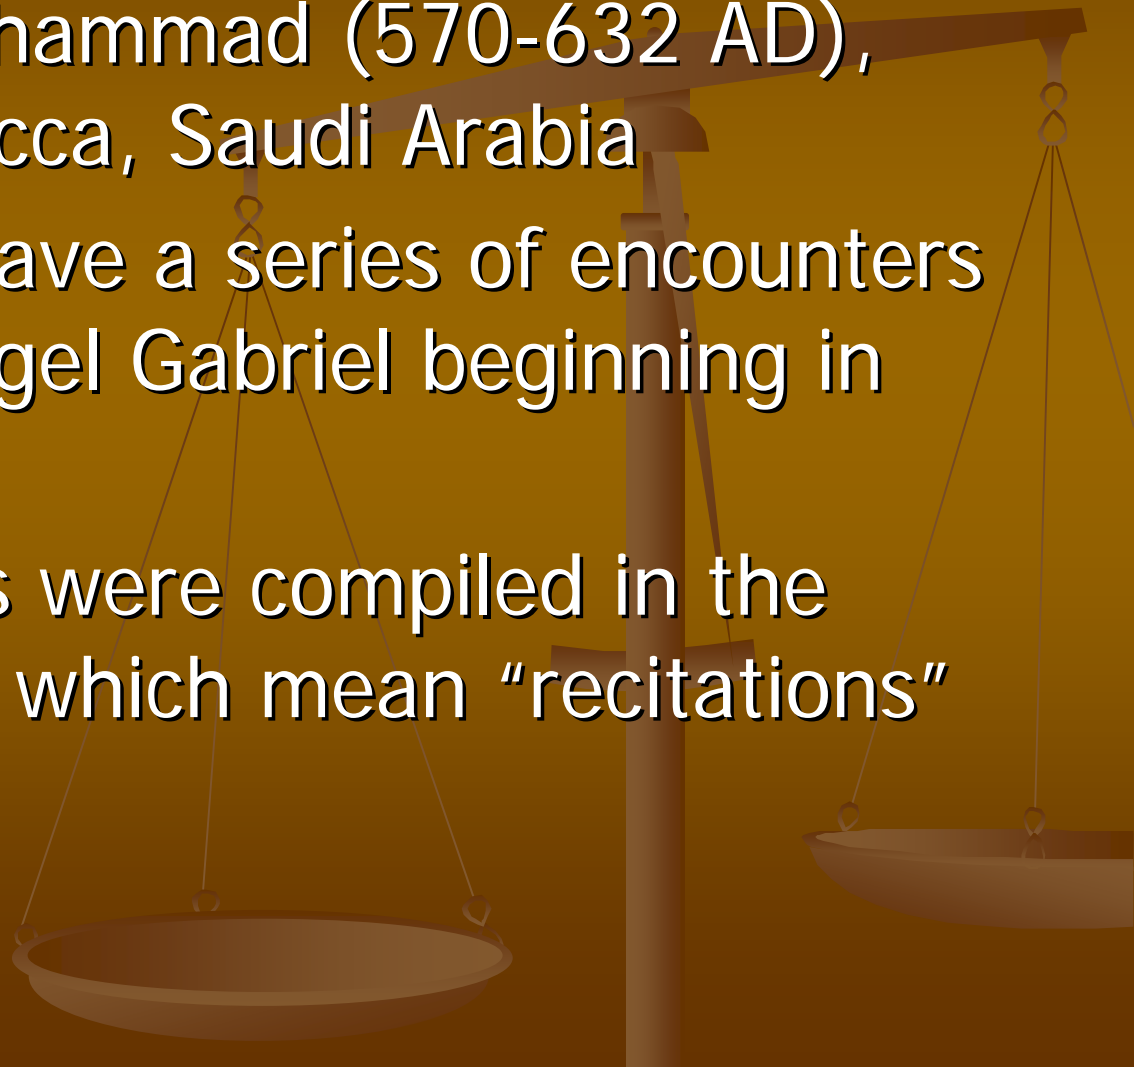 hammad (570-632 AD),
cca, Saudi Arabia
ave a series of encounters
gel Gabriel beginning in
s were compiled in the
which mean “recitations”